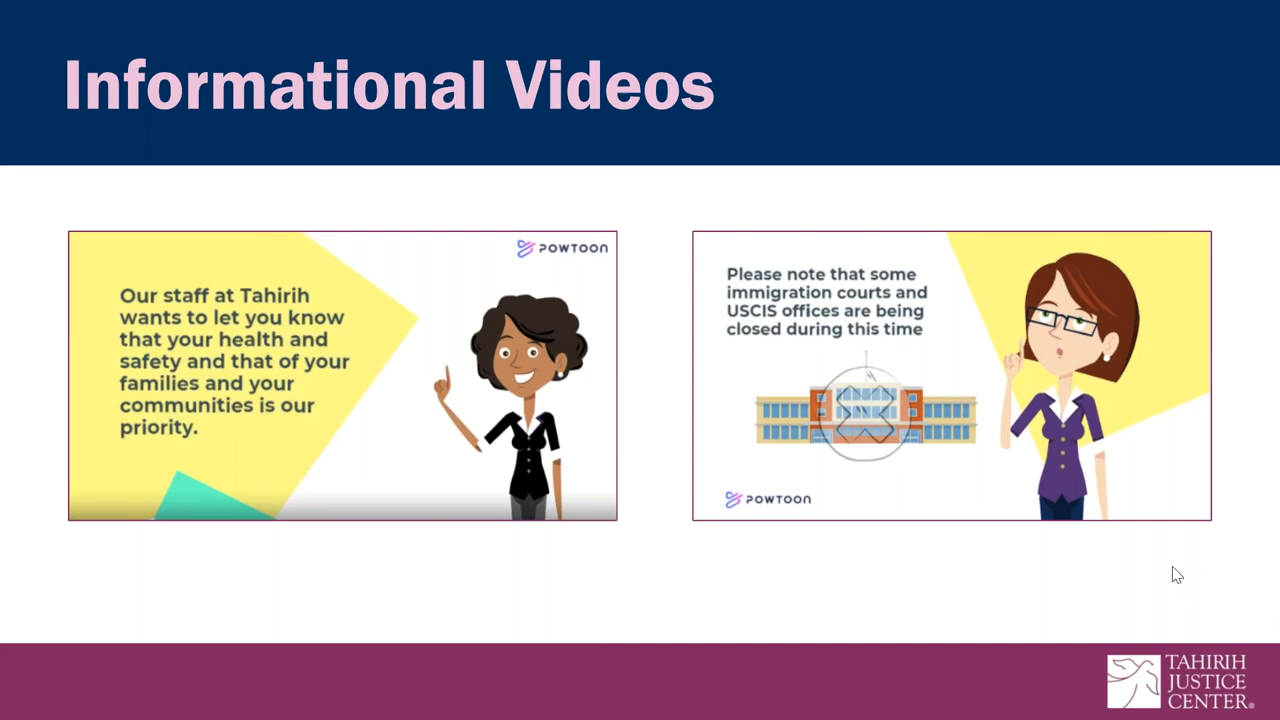 Informational Videos
POWTOON
Our staff at Tahirih
wants to let you know
that your health and
safety and that of your
families and your
communities is our
priority.
Please note that some
immigration courts and
USCIS offices are being
closed during this time
POWTOON
TAHIRIH
JUSTICE
CENTER®